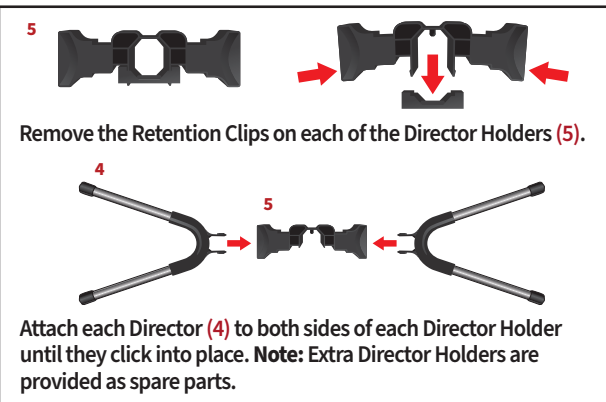 5
Remove the Retention Clips on each of the Director Holders (5).
4
5
Attach each Director (4) to both sides of each Director Holder
until they click into place. Note: Extra Director Holders are
provided as spare parts.